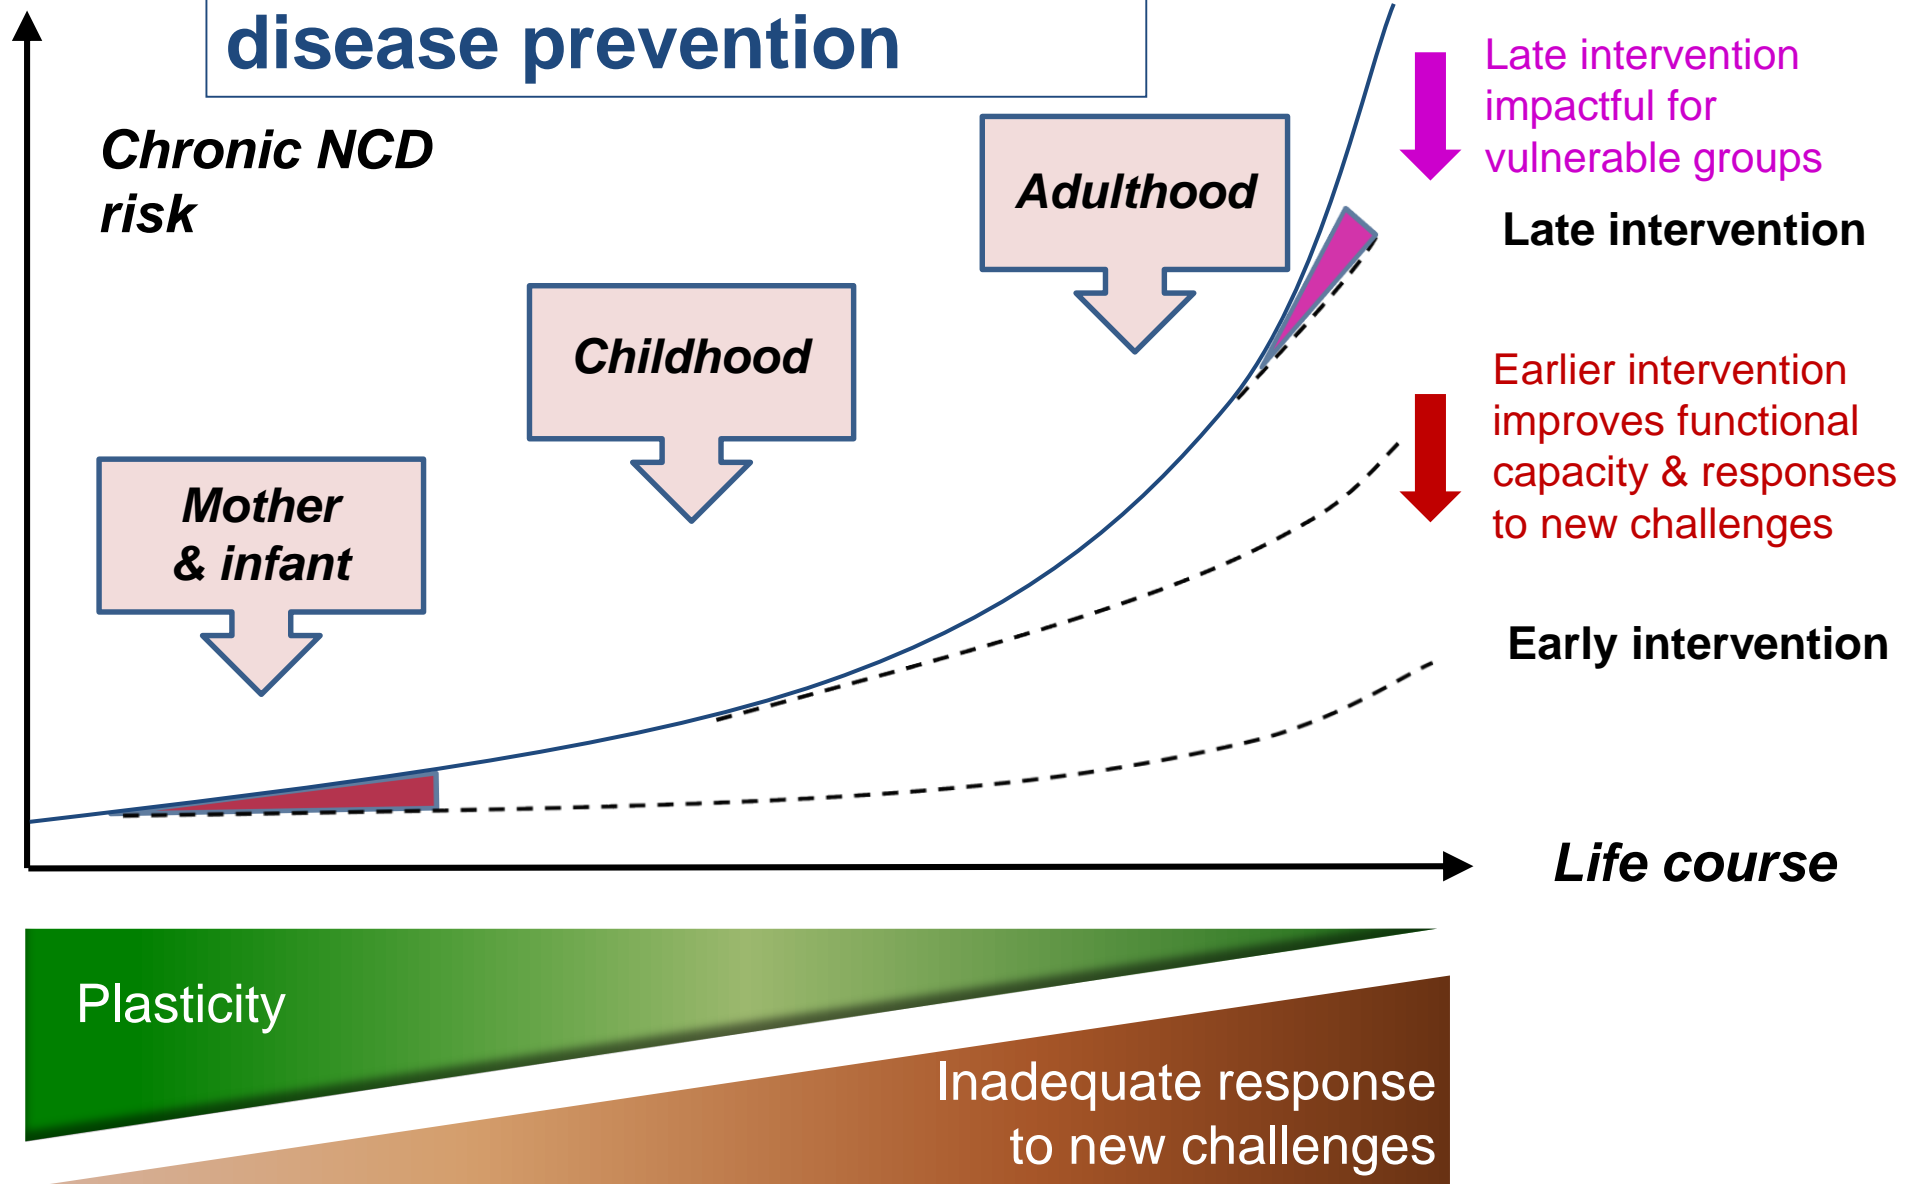 disease prevention
Chronic NCD
risk
Mother
& infant
Childhood
Adulthood
Late intervention
impactful for
vulnerable groups
Late intervention
Earlier intervention
improves functional
capacity & responses
to new challenges
Early intervention
Life course
Plasticity
Inadequate response
to new challenges